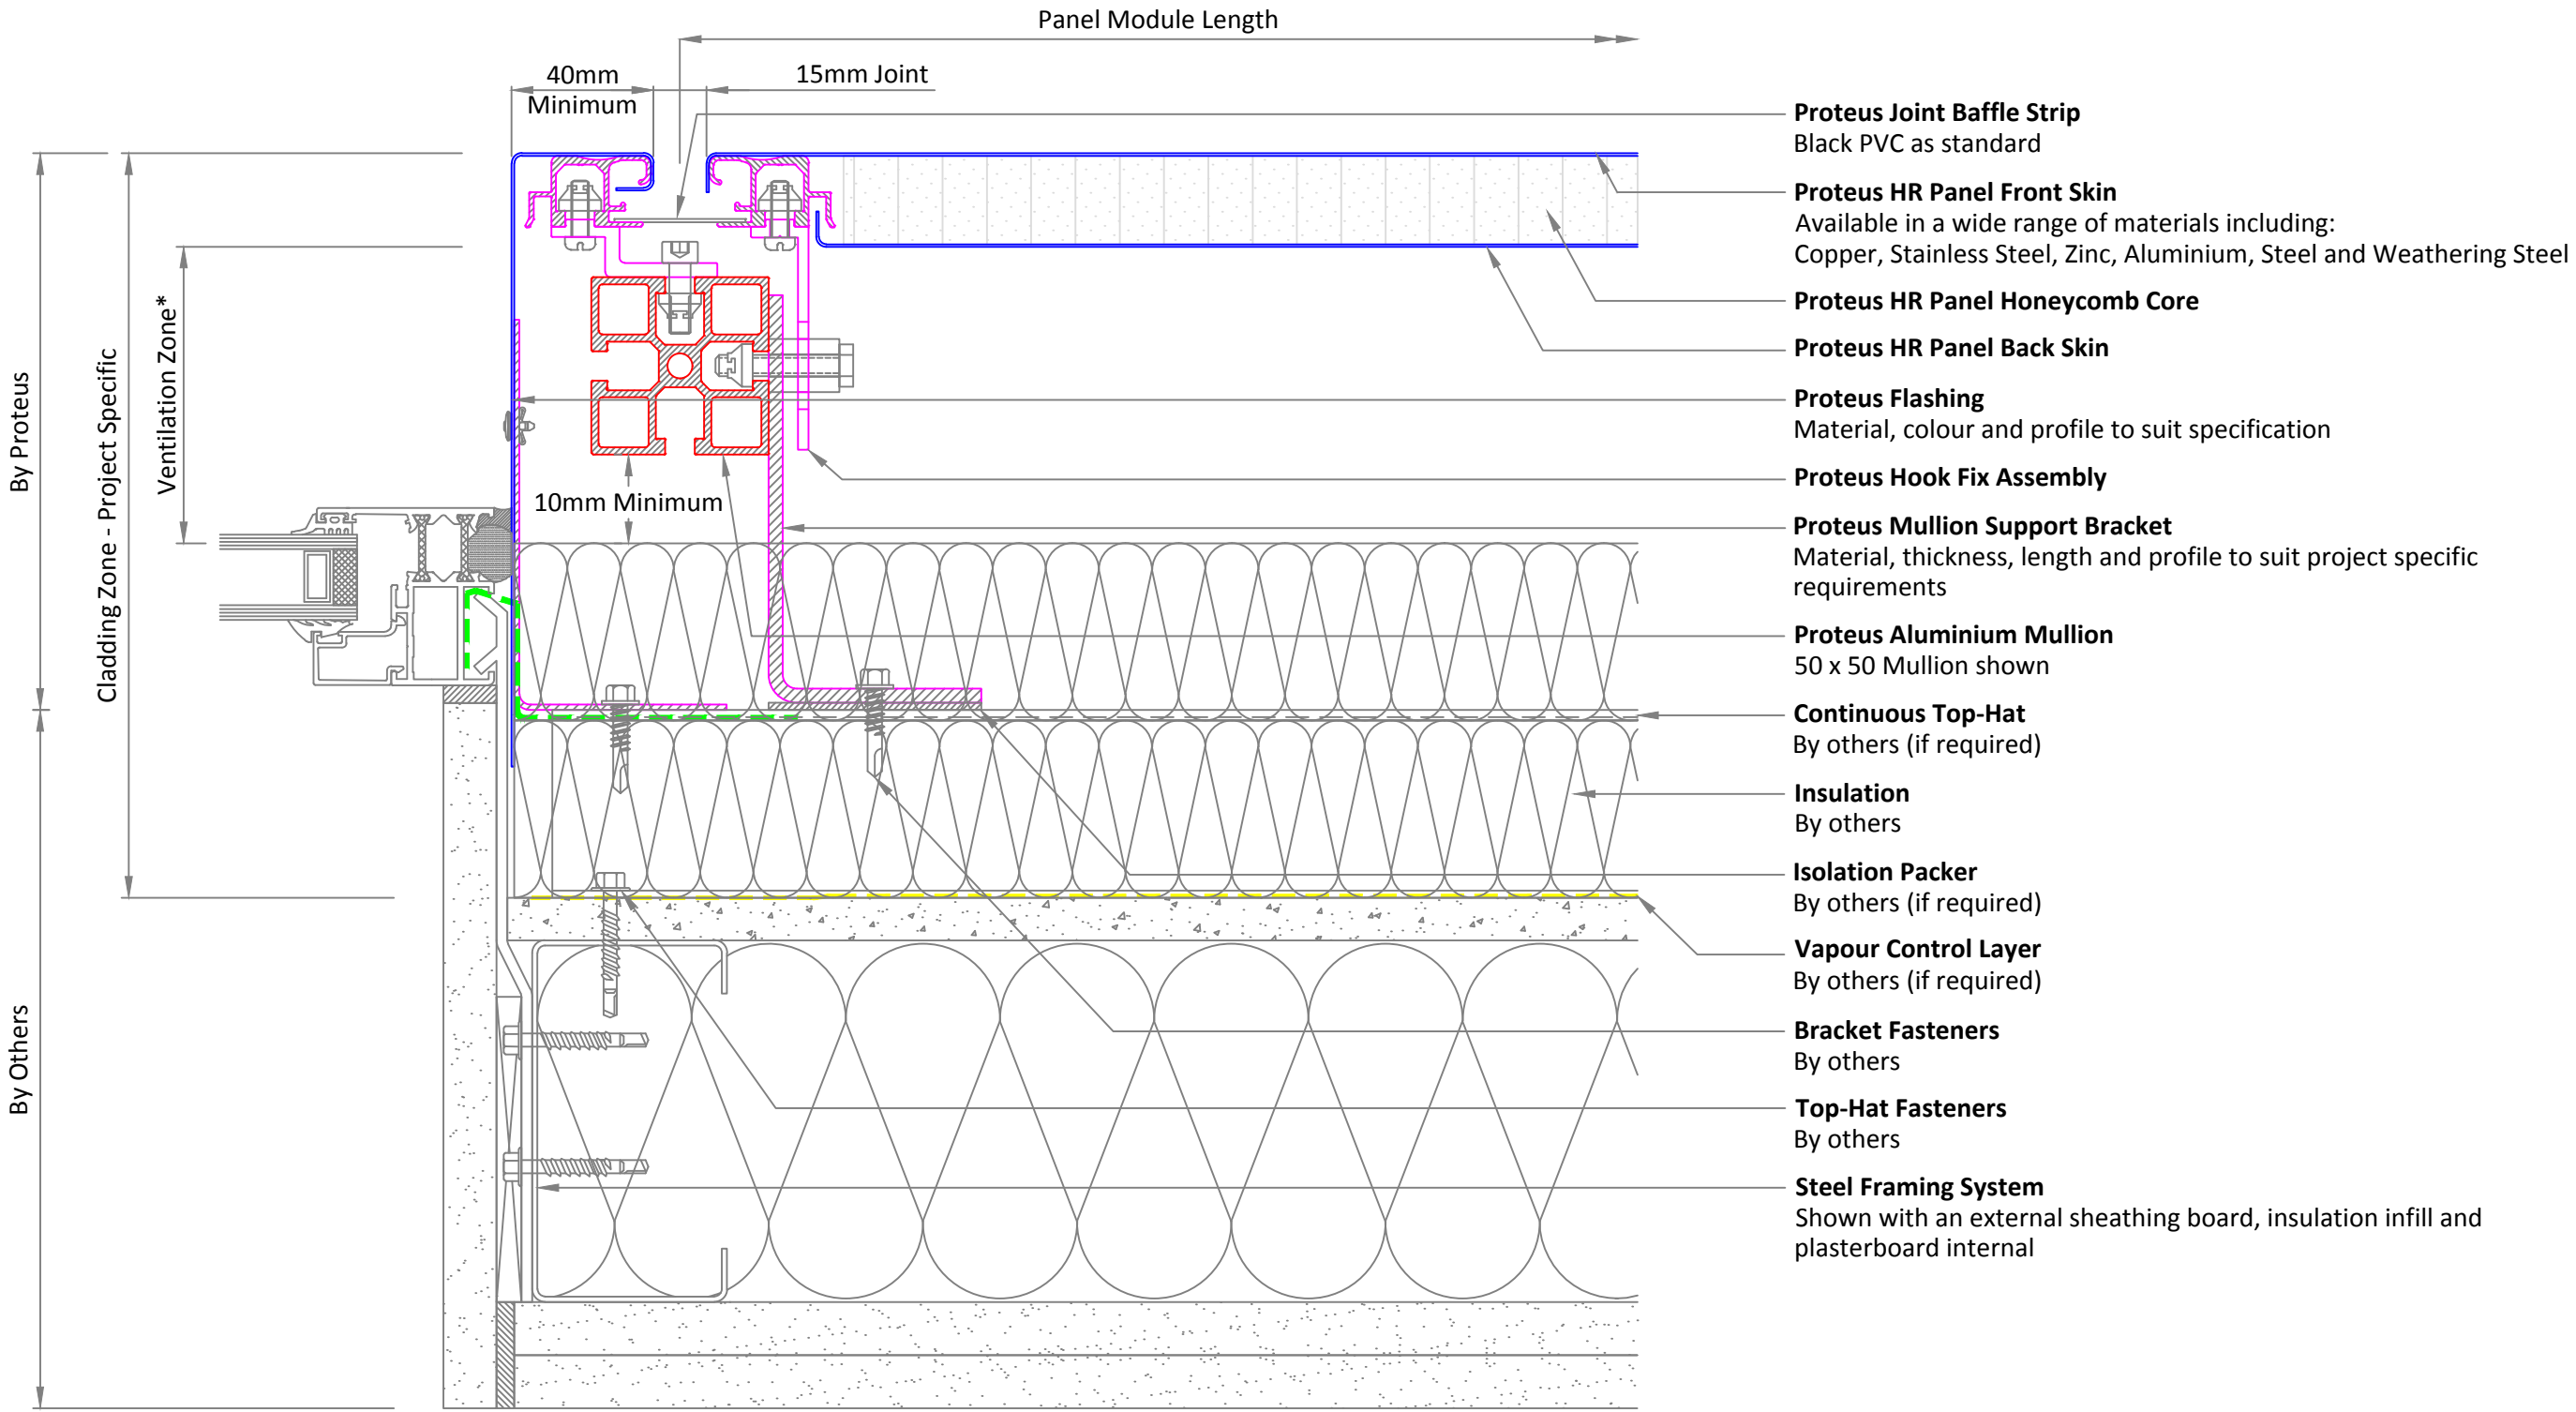 Panel Module Length
40mm
Minimum
15mm Joint
By Proteus
Cladding Zone - Project Specific
Ventilation Zone*
10mm Minimum
By Others
Proteus Joint Baffle Strip
Black PVC as standard
Proteus HR Panel Front Skin
Available in a wide range of materials including:
Copper, Stainless Steel, Zinc, Aluminium, Steel and Weathering Steel
Proteus HR Panel Honeycomb Core
Proteus HR Panel Back Skin
Proteus Flashing
Material, colour and profile to suit specification
Proteus Hook Fix Assembly
Proteus Mullion Support Bracket
Material, thickness, length and profile to suit project specific
requirements
Proteus Aluminium Mullion
50 x 50 Mullion shown
Continuous Top-Hat
By others (if required)
Insulation
By others
Isolation Packer
By others (if required)
Vapour Control Layer
By others (if required)
Bracket Fasteners
By others
Top-Hat Fasteners
By others
Steel Framing System
Shown with an external sheathing board, insulation infill and
plasterboard internal